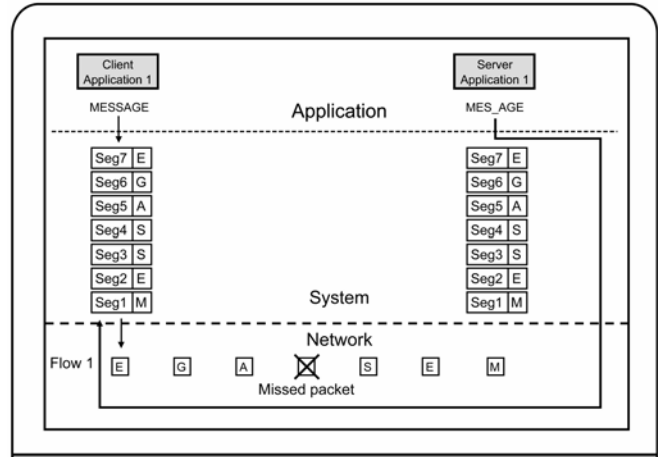 Client
Application 1
Server
Application 1
MESSAGE
Application
MES_AGE
Seg7 E
Seg6 G
Seg5 A
Seg4 S
Seg3 S
Seg2 E
Seg1 M
Seg7 E
Seg6 G
Seg5 A
Seg4 S
Seg3 S
Seg2 E
Seg1 M
System
Network
Flow 1
E G A S E M
Missed packet